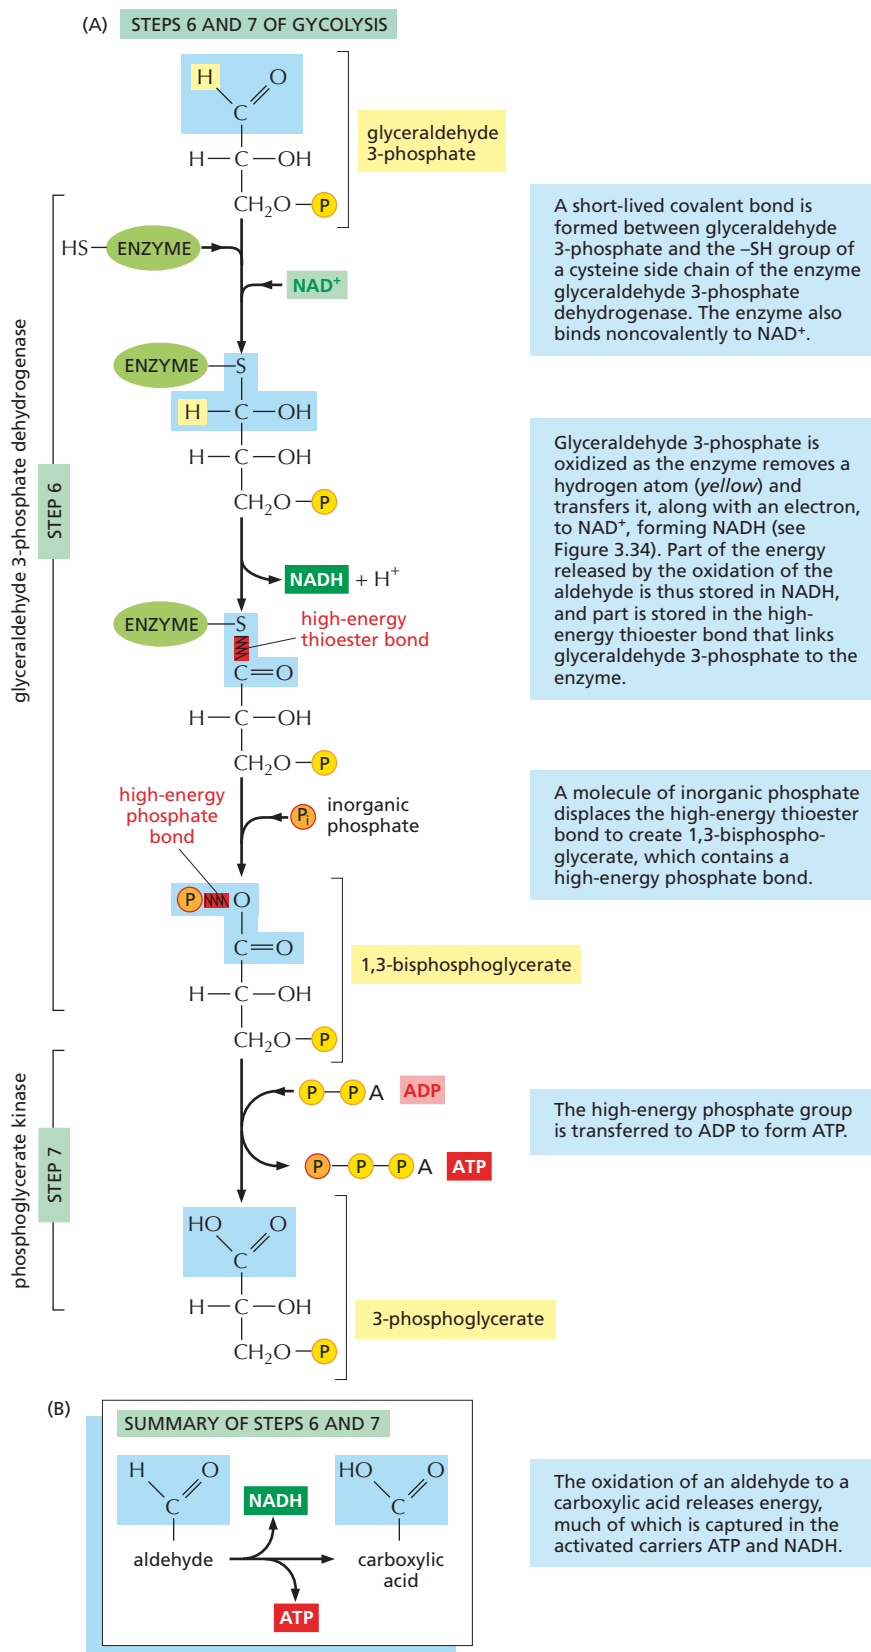 (A) STEPS 6 AND 7 OF GYCOLYSIS
H O
C
H—C—OH
CH₂O—P
glyceraldehyde
3-phosphate
glyceraldehyde 3-phosphate dehydrogenase
STEP 6
HS—ENZYME
NAD⁺
A short-lived covalent bond is
formed between glyceraldehyde
3-phosphate and the –SH group of
a cysteine side chain of the enzyme
glyceraldehyde 3-phosphate
dehydrogenase. The enzyme also
binds noncovalently to NAD⁺.
ENZYME—S
H—C—OH
H—C—OH
CH₂O—P
NADH + H⁺
Glyceraldehyde 3-phosphate is
oxidized as the enzyme removes a
hydrogen atom (yellow) and
transfers it, along with an electron,
to NAD⁺, forming NADH (see
Figure 3.34). Part of the energy
released by the oxidation of the
aldehyde is thus stored in NADH,
and part is stored in the high-
energy thioester bond that links
glyceraldehyde 3-phosphate to the
enzyme.
ENZYME—S
high-energy
thioester bond
C=O
H—C—OH
CH₂O—P
high-energy
phosphate
bond
Pi inorganic
phosphate
A molecule of inorganic phosphate
displaces the high-energy thioester
bond to create 1,3-bisphospho-
glycerate, which contains a
high-energy phosphate bond.
P O
C=O
H—C—OH
CH₂O—P
1,3-bisphosphoglycerate
phosphoglycerate kinase
STEP 7
P—P A ADP
P—P—P A ATP
The high-energy phosphate group
is transferred to ADP to form ATP.
HO O
C
H—C—OH
CH₂O—P
3-phosphoglycerate
(B)
SUMMARY OF STEPS 6 AND 7
H O
C
aldehyde
NADH
ATP
HO O
C
carboxylic
acid
The oxidation of an aldehyde to a
carboxylic acid releases energy,
much of which is captured in the
activated carriers ATP and NADH.